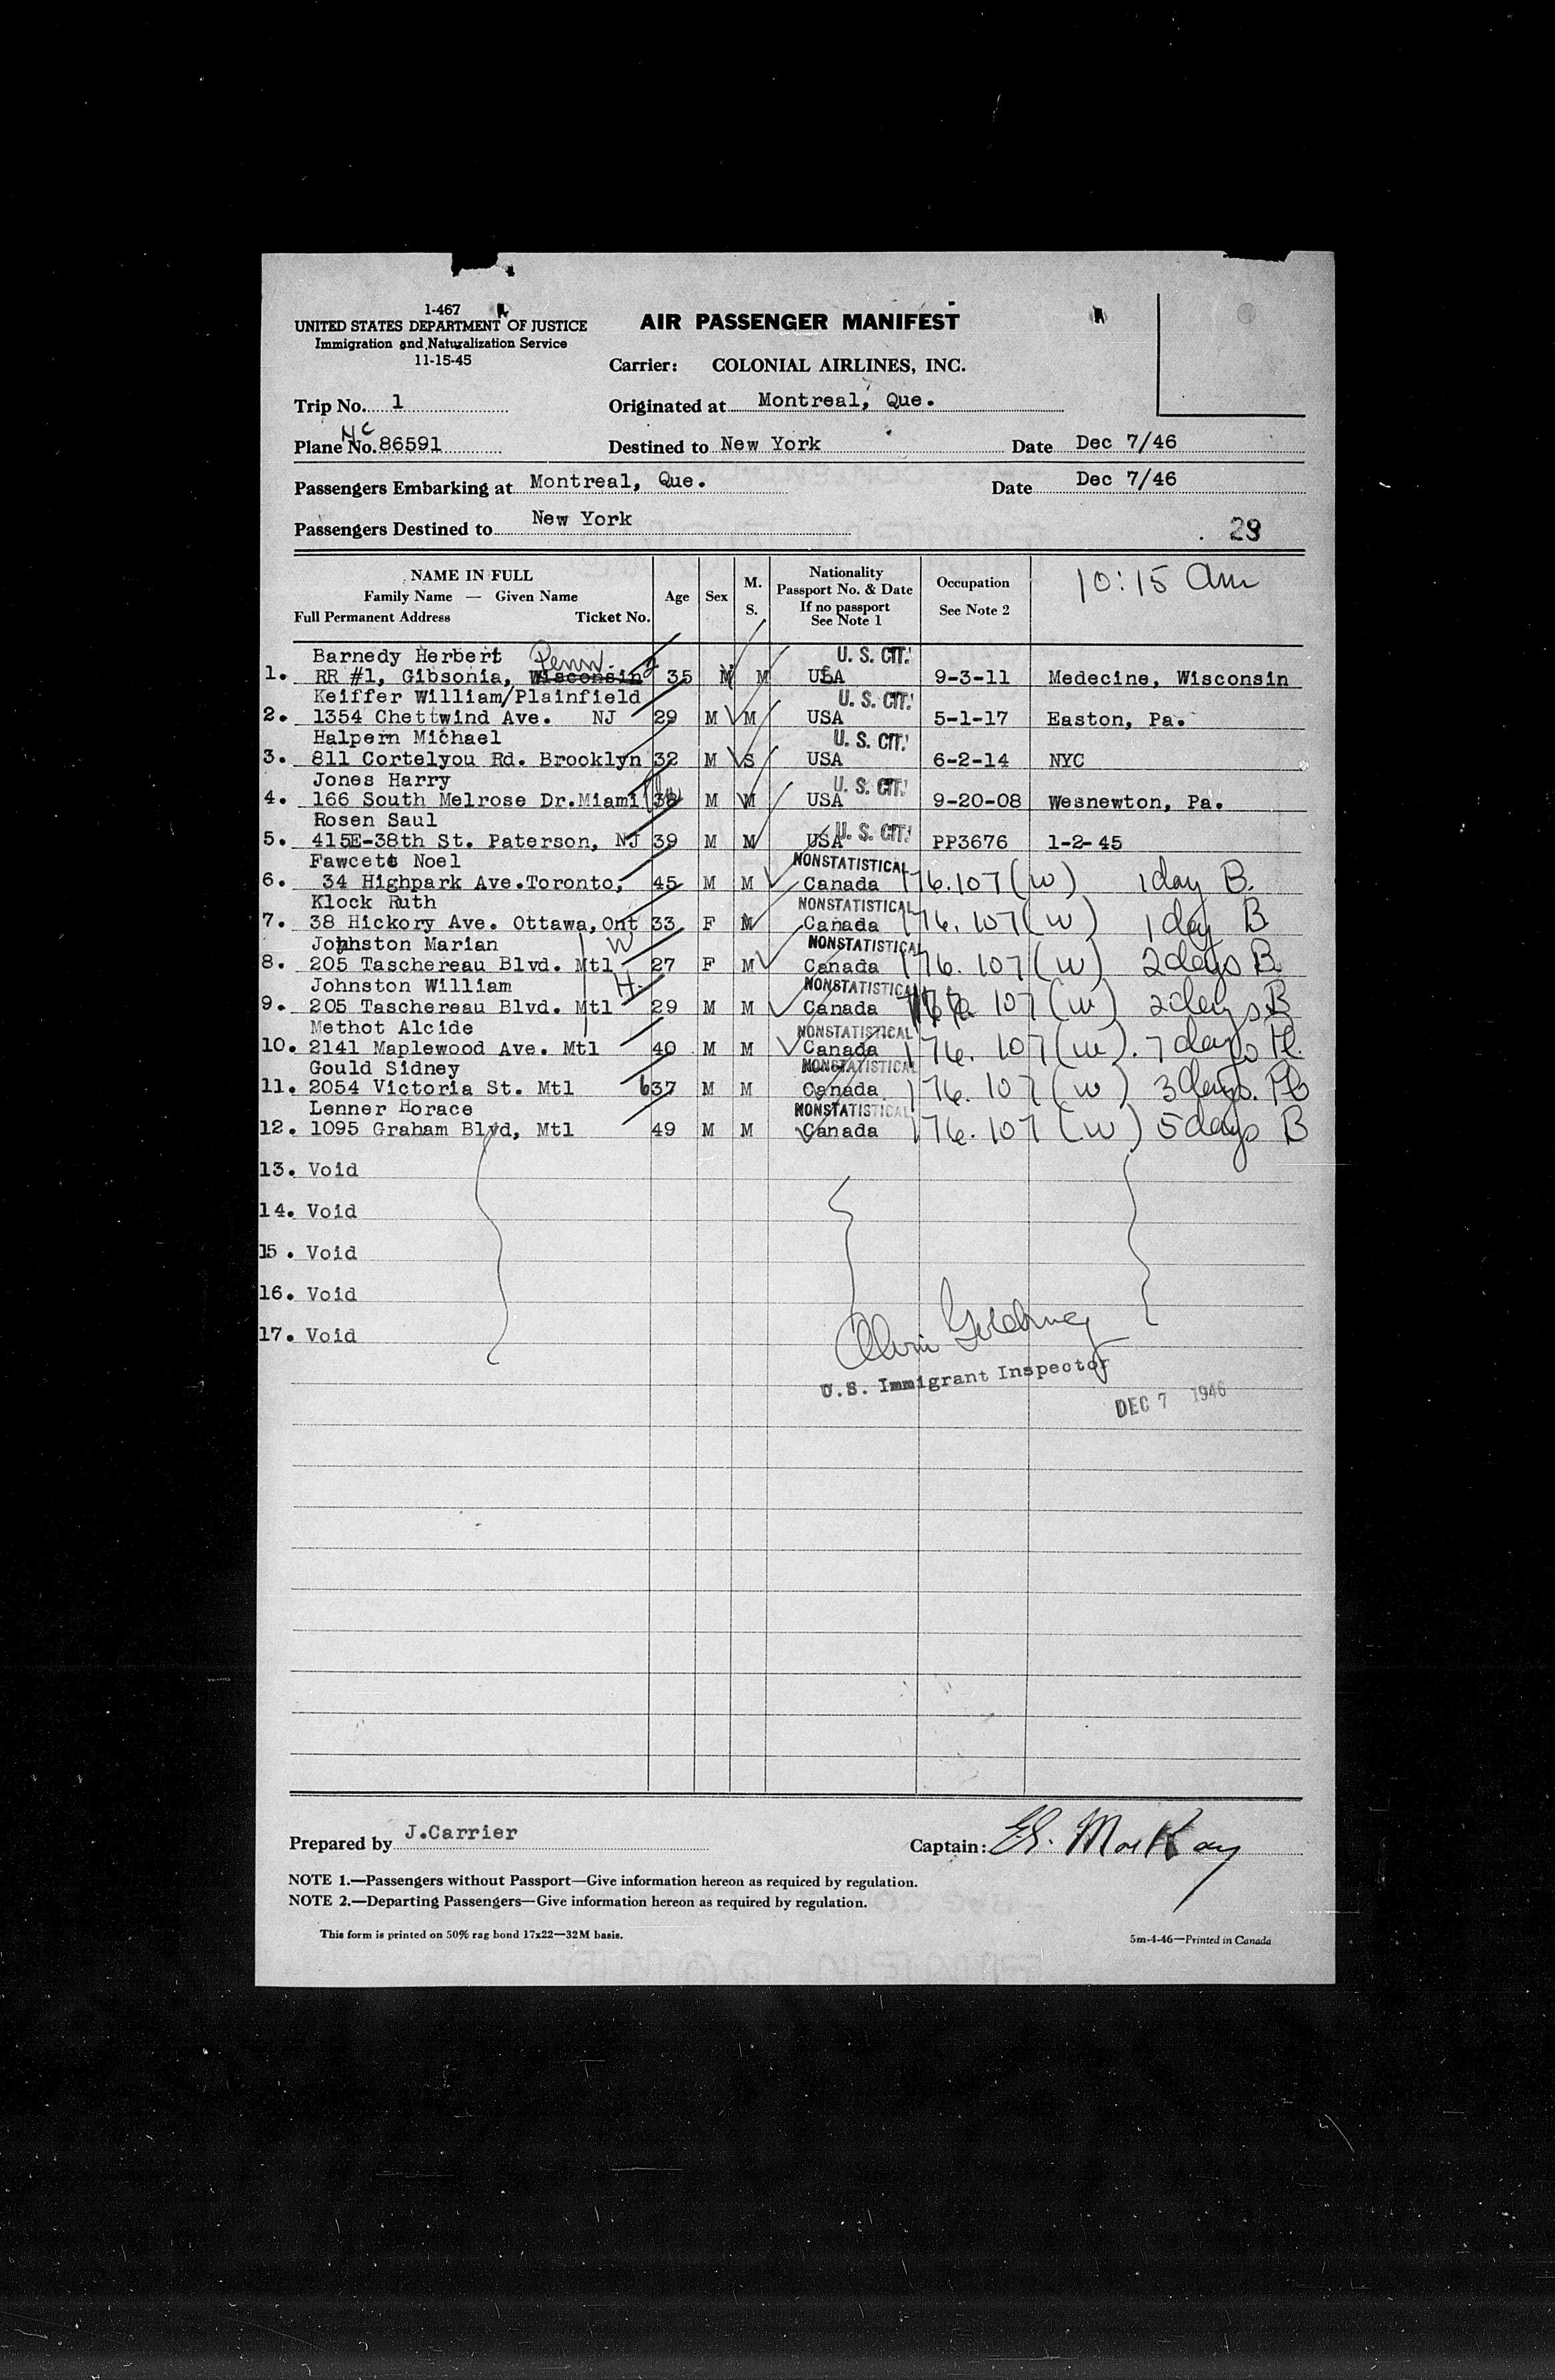 1-467
UNITED STATES DEPARTMENT OF JUSTICE
Immigration and Naturalization Service
11-15-45
AIR PASSENGER MANIFEST
Carrier: COLONIAL AIRLINES, INC.
Trip No. 1
Originated at Montreal, Que.
Plane No. NC 86591
Destined to New York
Date Dec 7/46
Passengers Embarking at Montreal, Que.
Date Dec 7/46
Passengers Destined to New York
29
NAME IN FULL
Family Name — Given Name
Full Permanent Address Ticket No.
Age
Sex
M.
S.
Nationality
Passport No. & Date
If no passport
See Note 1
Occupation
See Note 2
10:15 am
Barnedy Herbert Penn. U. S. CIT.
1. RR #1, Gibsonia, Wisconsin 35 M M USA 9-3-11 Medecine, Wisconsin
Keiffer William/Plainfield U. S. CIT.
2. 1354 Chettwind Ave. NJ 29 M M USA 5-1-17 Easton, Pa.
Halpern Michael U. S. CIT.
3. 811 Cortelyou Rd. Brooklyn 32 M S USA 6-2-14 NYC
Jones Harry U. S. CIT.
4. 166 South Melrose Dr.Miami 38 M M USA 9-20-08 Wesnewton, Pa.
Rosen Saul U. S. CIT.
5. 415E-38th St. Paterson, NJ 39 M M USA PP3676 1-2-45
Fawcett Noel NONSTATISTICAL
6. 34 Highpark Ave.Toronto, 45 M M Canada 176.107(W) 1 day B.
Klock Ruth NONSTATISTICAL
7. 38 Hickory Ave. Ottawa,Ont 33 F M Canada 176.107(W) 1 day B
Johnston Marian W NONSTATISTICAL
8. 205 Taschereau Blvd. Mtl 27 F M Canada 176.107(W) 2 days B
Johnston William H. NONSTATISTICAL
9. 205 Taschereau Blvd. Mtl 29 M M Canada 176.107(W) 2 days B
Methot Alcide NONSTATISTICAL
10. 2141 Maplewood Ave. Mtl 40 M M Canada 176.107(W). 7 days Pl.
Gould Sidney NONSTATISTICAL
11. 2054 Victoria St. Mtl 637 M M Canada 176.107(W) 3 days. Pl
Lenner Horace NONSTATISTICAL
12. 1095 Graham Blvd, Mtl 49 M M Canada 176.107(W) 5 days B
13. Void
14. Void
15. Void
16. Void
17. Void
U.S. Immigrant Inspector
DEC 7 1946
Prepared by J.Carrier
Captain: MacKay
NOTE 1.—Passengers without Passport—Give information hereon as required by regulation.
NOTE 2.—Departing Passengers—Give information hereon as required by regulation.
This form is printed on 50% rag bond 17x22—32M basis.
5m-4-46—Printed in Canada